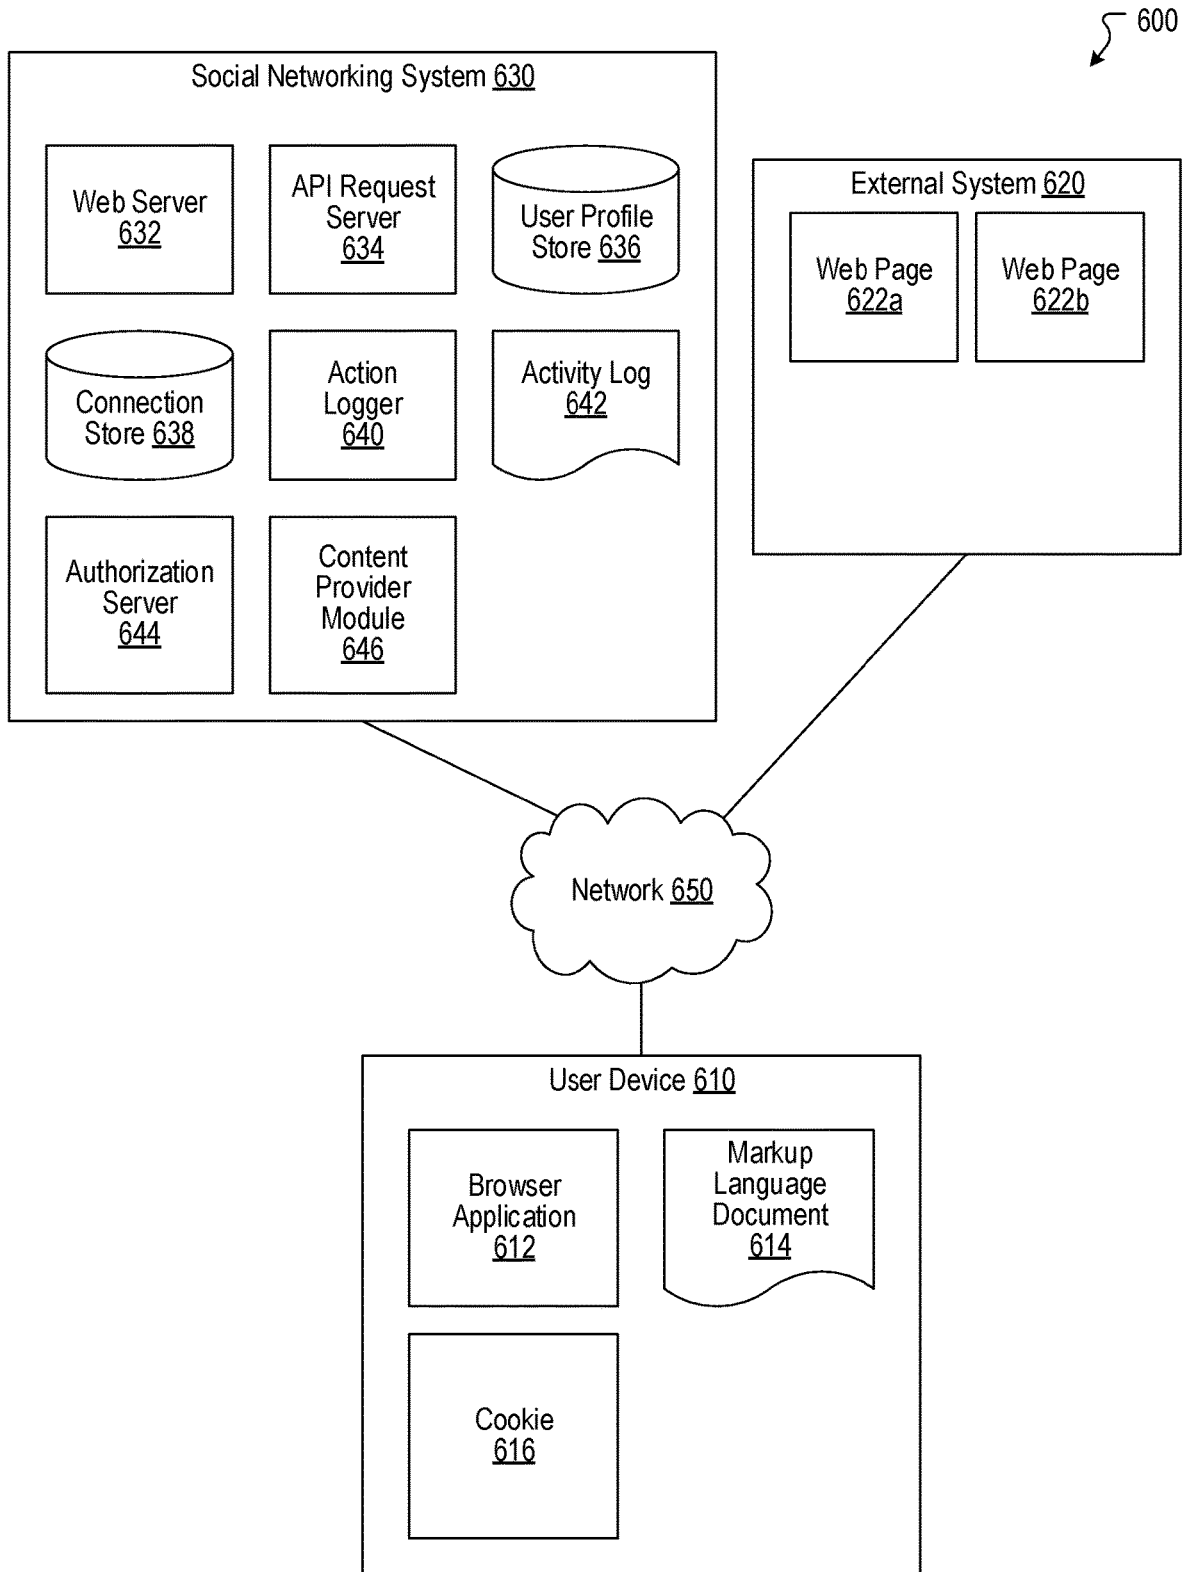 600
Social Networking System 630
Web Server
632
API Request
Server
634
User Profile
Store 636
Connection
Store 638
Action
Logger
640
Activity Log
642
Authorization
Server
644
Content
Provider
Module
646
External System 620
Web Page
622a
Web Page
622b
Network 650
User Device 610
Browser
Application
612
Markup
Language
Document
614
Cookie
616